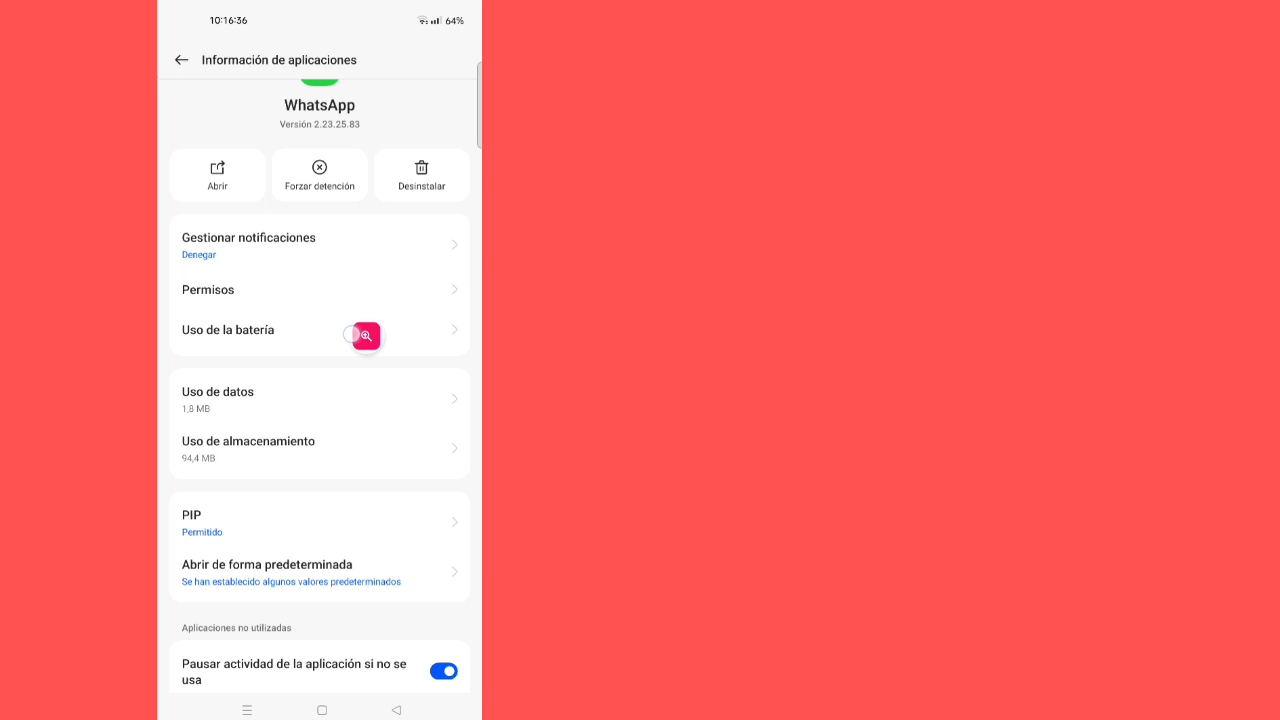 10:16:36
64%
Información de aplicaciones
WhatsApp
Versión 2.23.25.83
Abrir
Forzar detención
Desinstalar
Gestionar notificaciones
Denegar
Permisos
Uso de la batería
Uso de datos
1,8 MB
Uso de almacenamiento
94,4 MB
PIP
Permitido
Abrir de forma predeterminada
Se han establecido algunos valores predeterminados
Aplicaciones no utilizadas
Pausar actividad de la aplicación si no se
usa